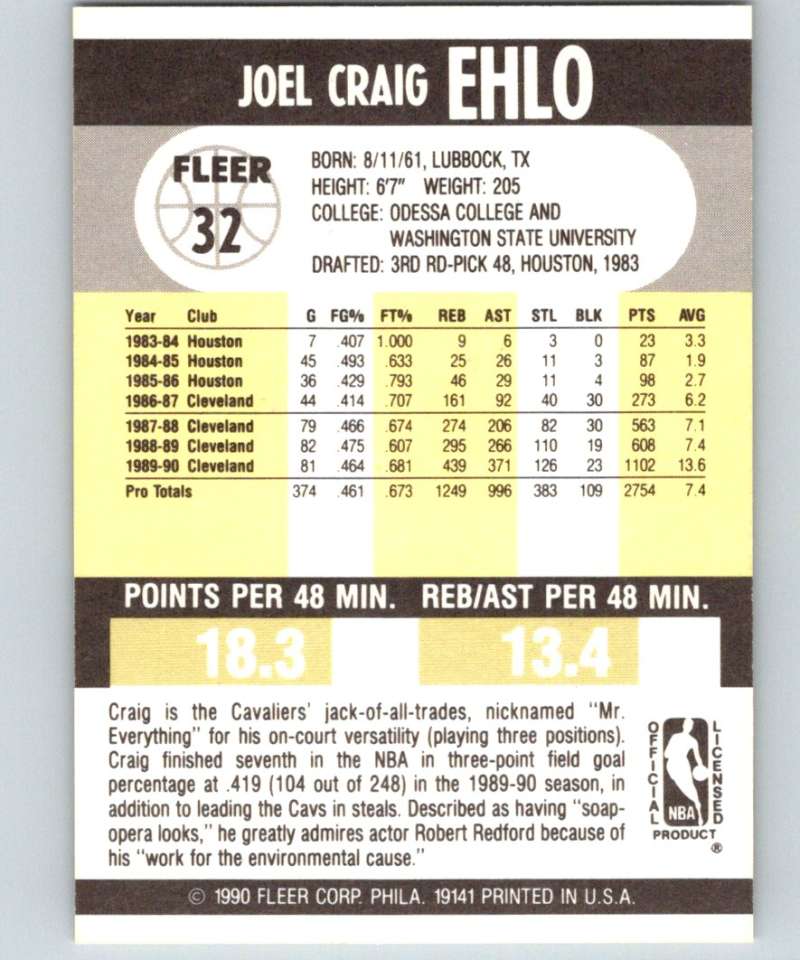 JOEL CRAIG EHLO
FLEER
32
BORN: 8/11/61, LUBBOCK, TX
HEIGHT: 6'7" WEIGHT: 205
COLLEGE: ODESSA COLLEGE AND
WASHINGTON STATE UNIVERSITY
DRAFTED: 3RD RD-PICK 48, HOUSTON, 1983
Year Club G FG% FT% REB AST STL BLK PTS AVG
1983-84 Houston 7 .407 1.000 9 6 3 0 23 3.3
1984-85 Houston 45 .493 .633 25 26 11 3 87 1.9
1985-86 Houston 36 .429 .793 46 29 11 4 98 2.7
1986-87 Cleveland 44 .414 .707 161 92 40 30 273 6.2
1987-88 Cleveland 79 .466 .674 274 206 82 30 563 7.1
1988-89 Cleveland 82 .475 .607 295 266 110 19 608 7.4
1989-90 Cleveland 81 .464 .681 439 371 126 23 1102 13.6
Pro Totals 374 .461 .673 1249 996 383 109 2754 7.4
POINTS PER 48 MIN. REB/AST PER 48 MIN.
18.3 13.4
Craig is the Cavaliers' jack-of-all-trades, nicknamed "Mr.
Everything" for his on-court versatility (playing three positions).
Craig finished seventh in the NBA in three-point field goal
percentage at .419 (104 out of 248) in the 1989-90 season, in
addition to leading the Cavs in steals. Described as having "soap-
opera looks," he greatly admires actor Robert Redford because of
his "work for the environmental cause."
OFFICIAL
LICENSED
NBA
PRODUCT
®
© 1990 FLEER CORP. PHILA. 19141 PRINTED IN U.S.A.